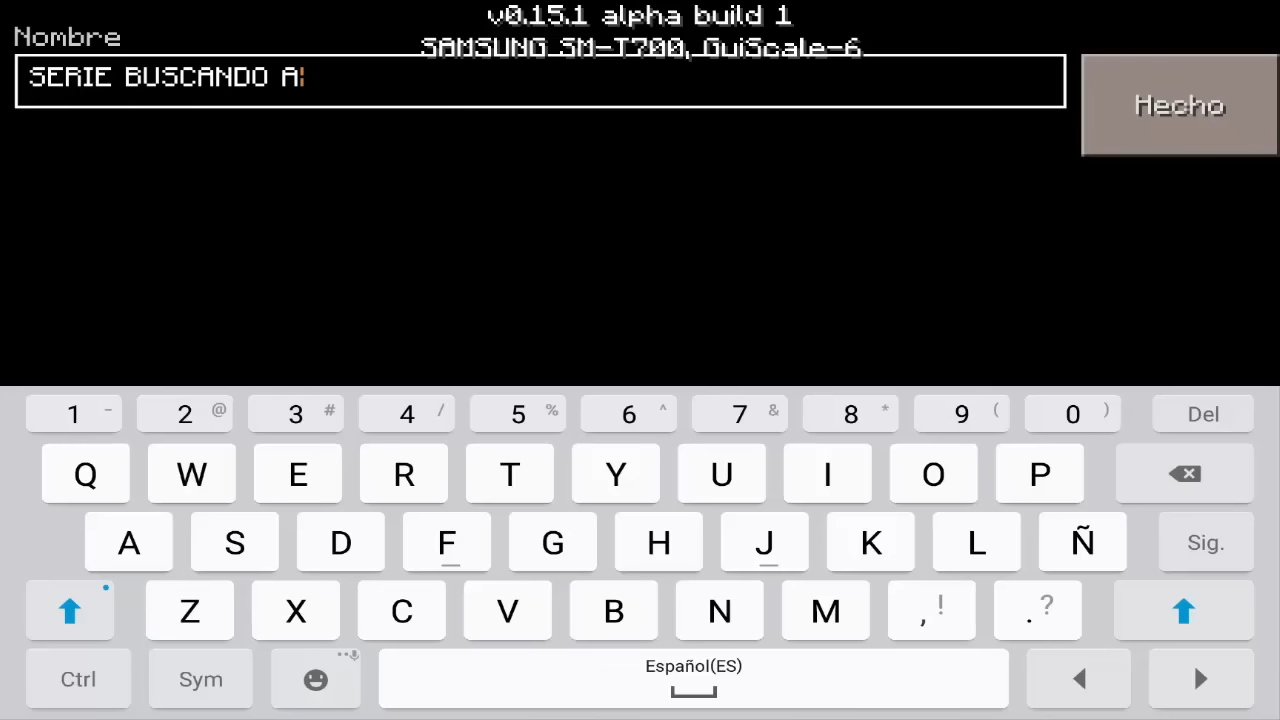 v0.15.1 alpha build 1
SAMSUNG SM-T700, GuiScale-6
Nombre
SERIE BUSCANDO A
Hecho
1 - 2 @ 3 # 4 / 5 % 6 ^ 7 & 8 * 9 ( 0 ) Del
Q W E R T Y U I O P
A S D F G H J K L Ñ Sig.
Z X C V B N M , ! . ?
Ctrl Sym Español(ES)